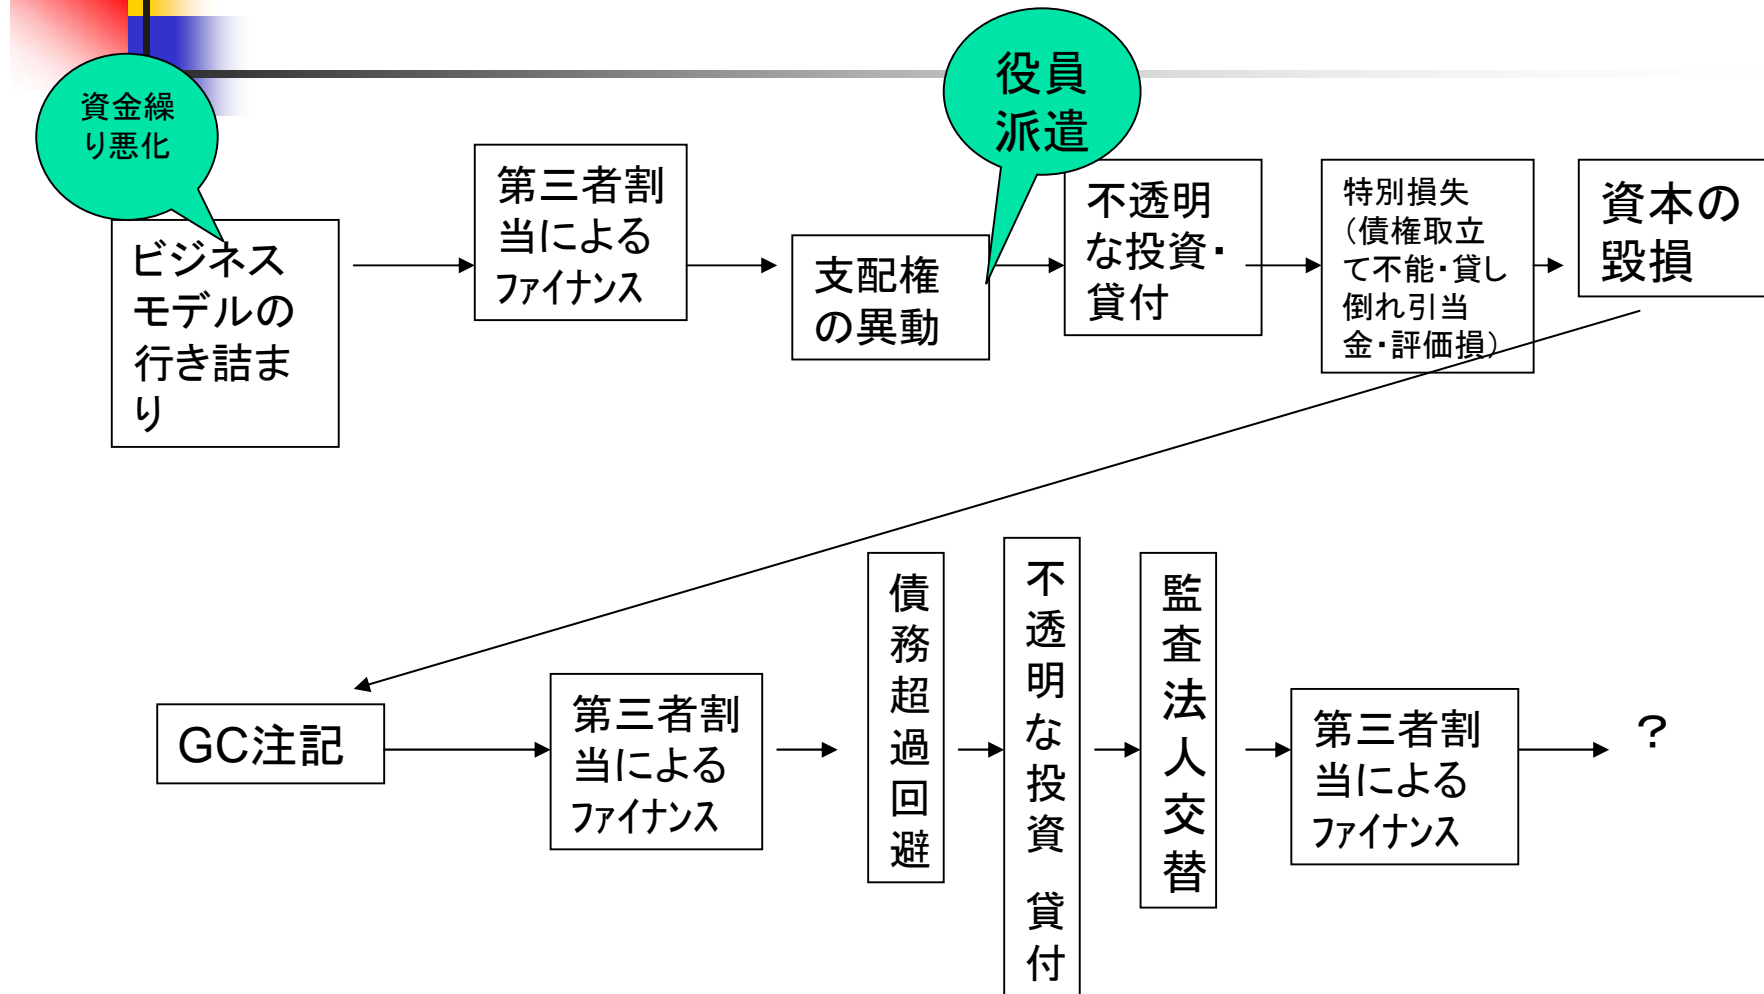 資金繰
り悪化
役員
派遣
ビジネス
モデルの
行き詰ま
り
第三者割
当による
ファイナンス
支配権
の異動
不透明
な投資・
貸付
特別損失
（債権取立
て不能・貸し
倒れ引当
金・評価損）
資本の
毀損
GC注記
第三者割
当による
ファイナンス
債務超過回避
不透明な投資 貸付
監査法人交替
第三者割
当による
ファイナンス
？